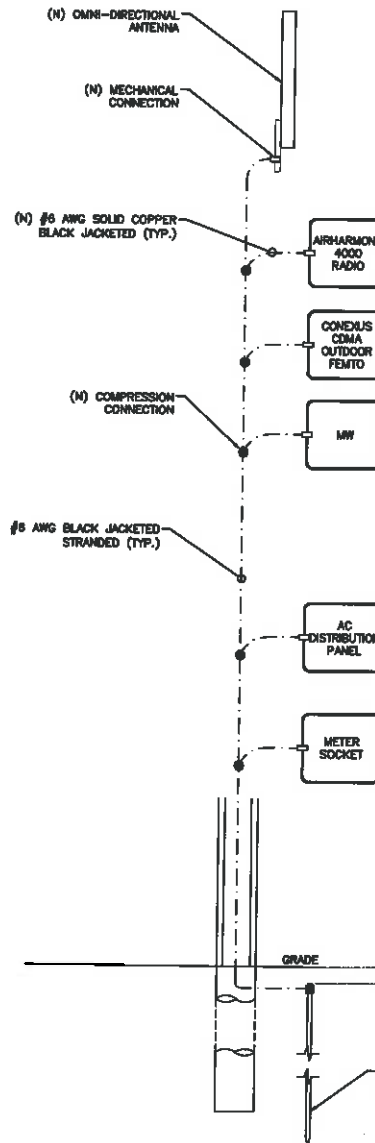 (N) OMNI-DIRECTIONAL
ANTENNA
(N) MECHANICAL
CONNECTION
(N) #6 AWG SOLID COPPER
BLACK JACKETED (TYP.)
AIRHARMONY
4000
RADIO
CONEXUS
CDMA
OUTDOOR
FEMTO
(N) COMPRESSION
CONNECTION
MW
#6 AWG BLACK JACKETED
STRANDED (TYP.)
AC
DISTRIBUTION
PANEL
METER
SOCKET
GRADE